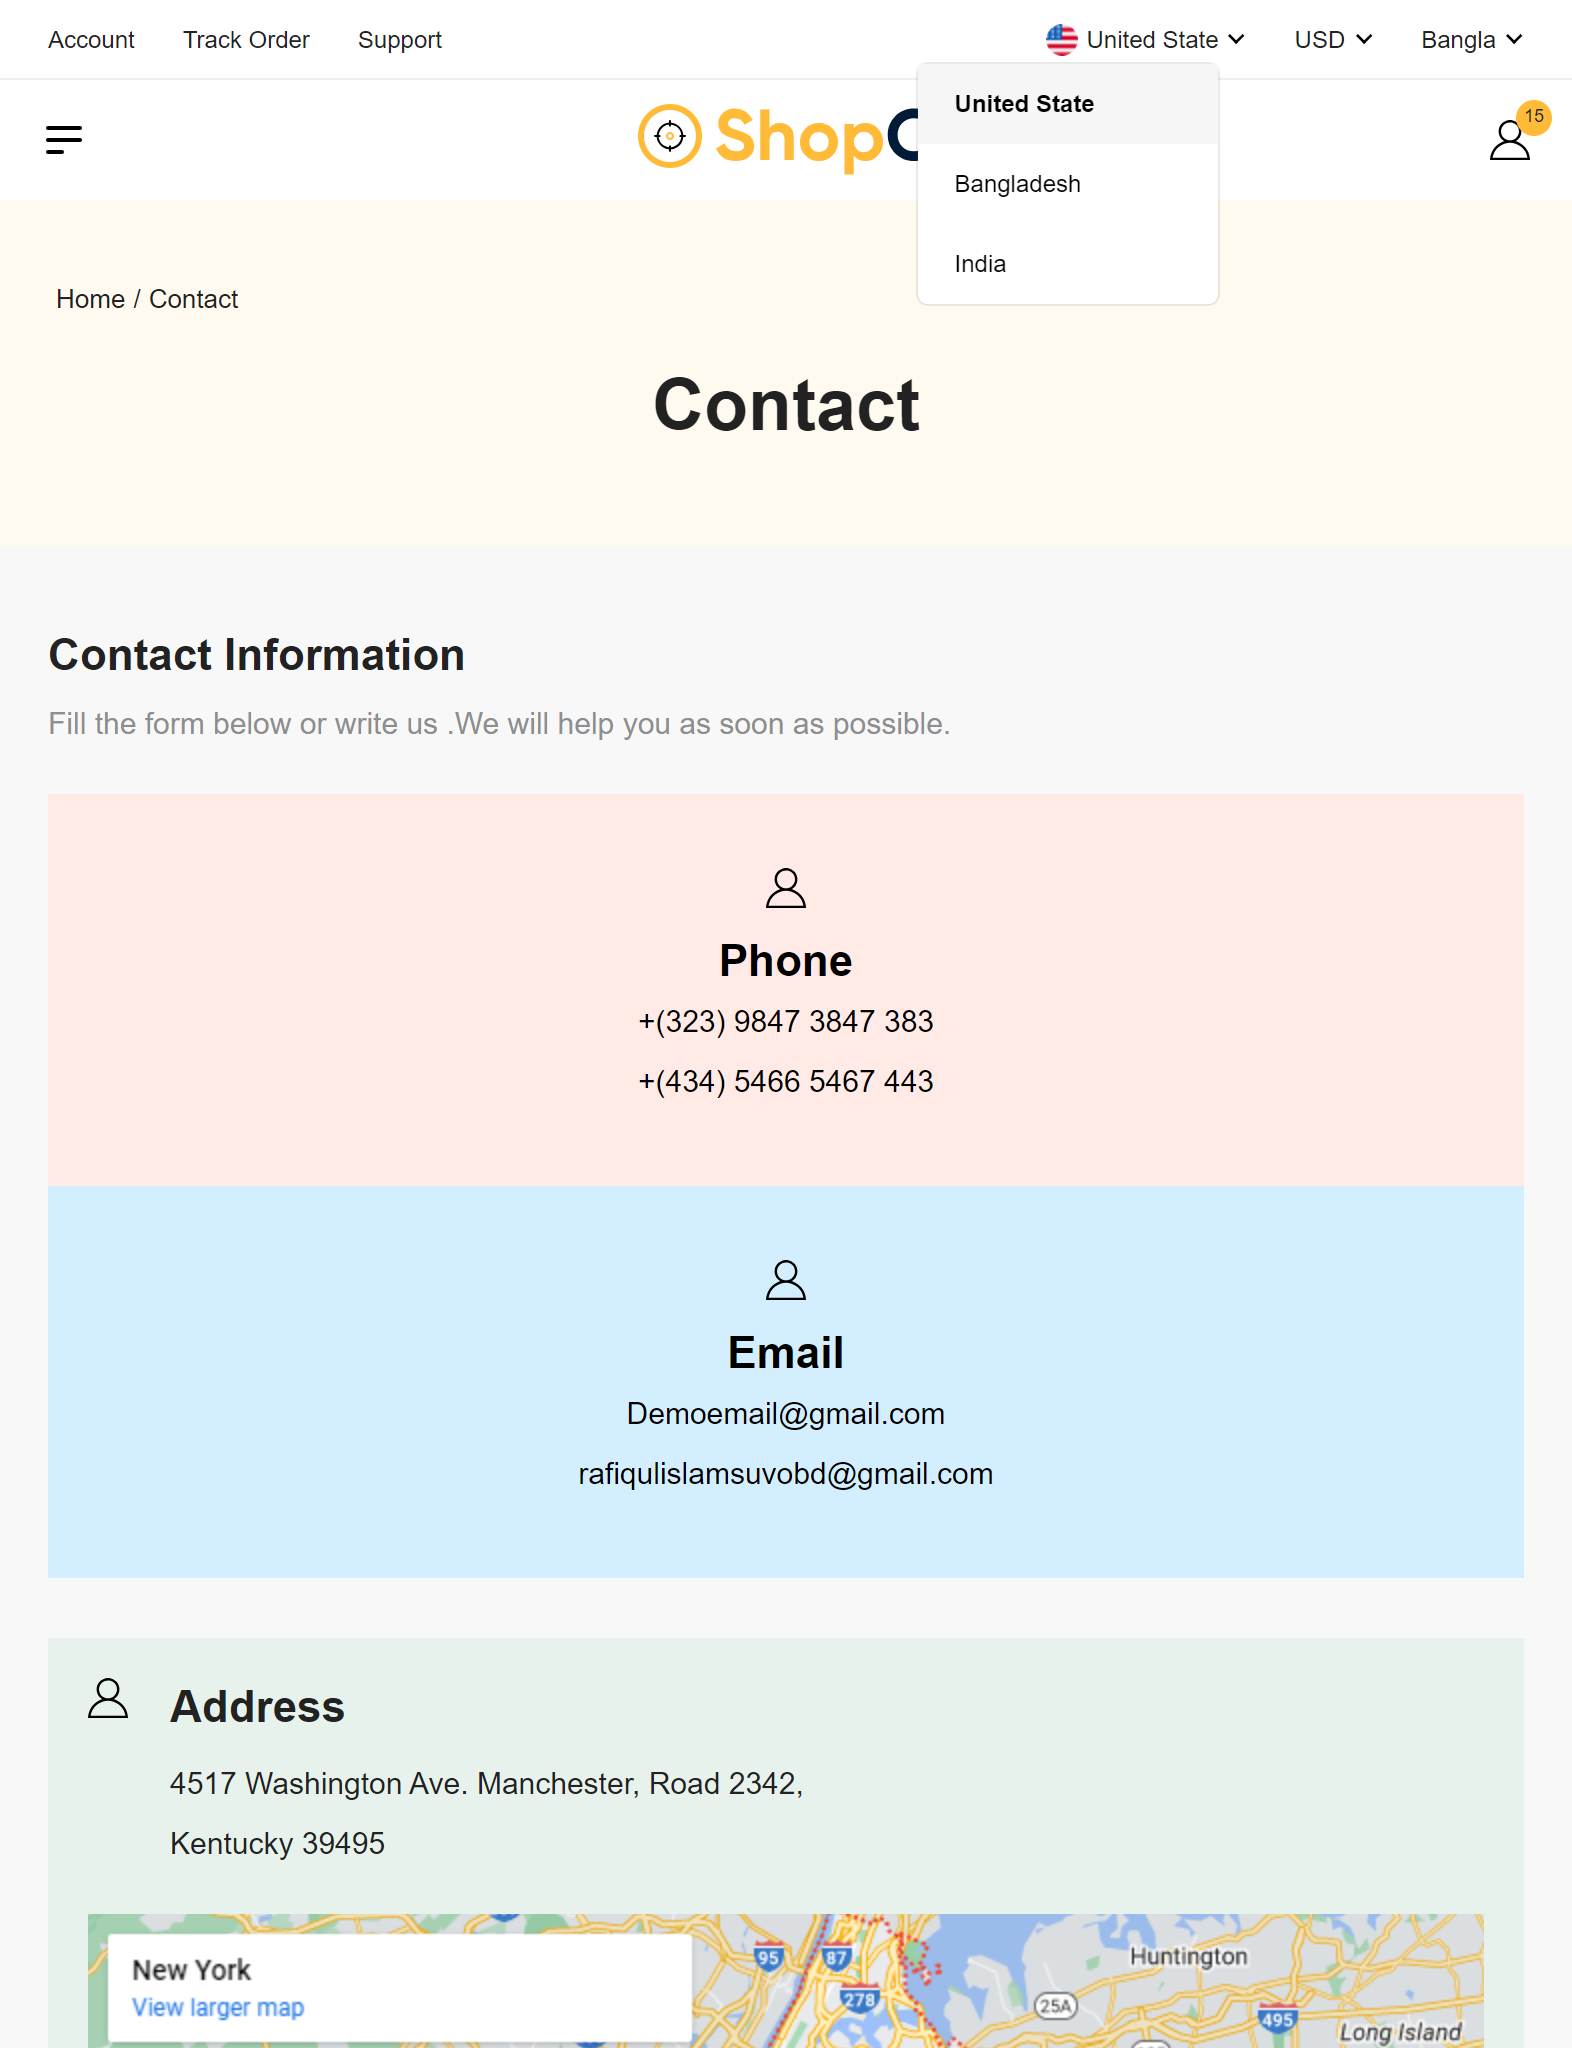 Account Track Order Support United State USD Bangla
United State
Bangladesh
India
Shop
15
Home / Contact
Contact
Contact Information
Fill the form below or write us .We will help you as soon as possible.
Phone
+(323) 9847 3847 383
+(434) 5466 5467 443
Email
Demoemail@gmail.com
rafiqulislamsuvobd@gmail.com
Address
4517 Washington Ave. Manchester, Road 2342,
Kentucky 39495
New York
View larger map
95
87
278
Huntington
25A
495
Long Island